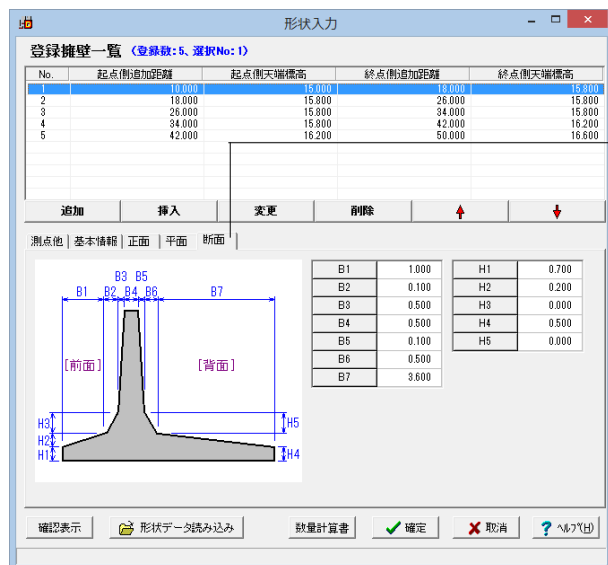 形状入力
登録擁壁一覧 (登録数:5、選択No:1)
No. 起点側追加距離 起点側天端標高 終点側追加距離 終点側天端標高
1 10.000 15.000 18.000 15.800
2 18.000 15.800 26.000 15.800
3 26.000 15.800 34.000 15.800
4 34.000 15.800 42.000 16.200
5 42.000 16.200 50.000 16.600
追加 挿入 変更 削除
測点他 基本情報 正面 平面 断面
B3 B5
B1 B2 B4 B6 B7
[前面] [背面]
H3 H5
H2
H1 H4
B1 1.000 H1 0.700
B2 0.100 H2 0.200
B3 0.500 H3 0.000
B4 0.500 H4 0.500
B5 0.100 H5 0.000
B6 0.500
B7 3.600
確認表示 形状データ読み込み 数量計算書 確定 取消 ヘルプ(H)